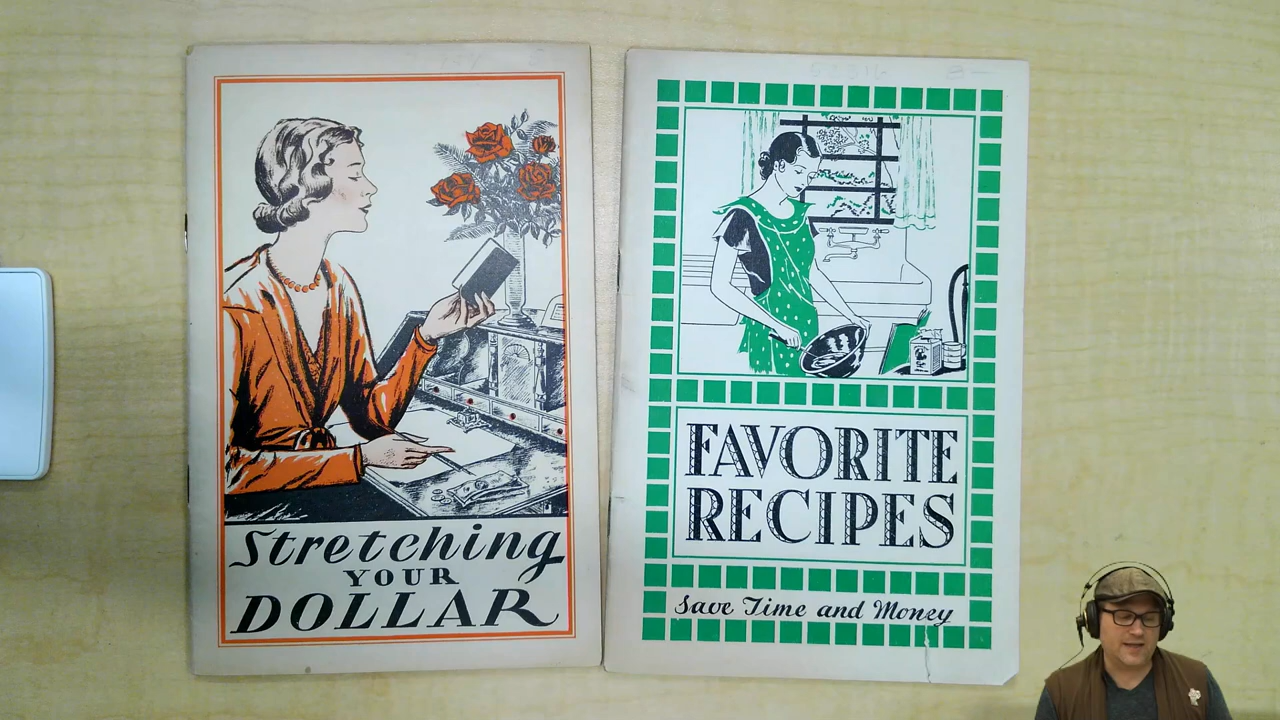 Stretching
YOUR
DOLLAR
FAVORITE
RECIPES
Save Time and Money